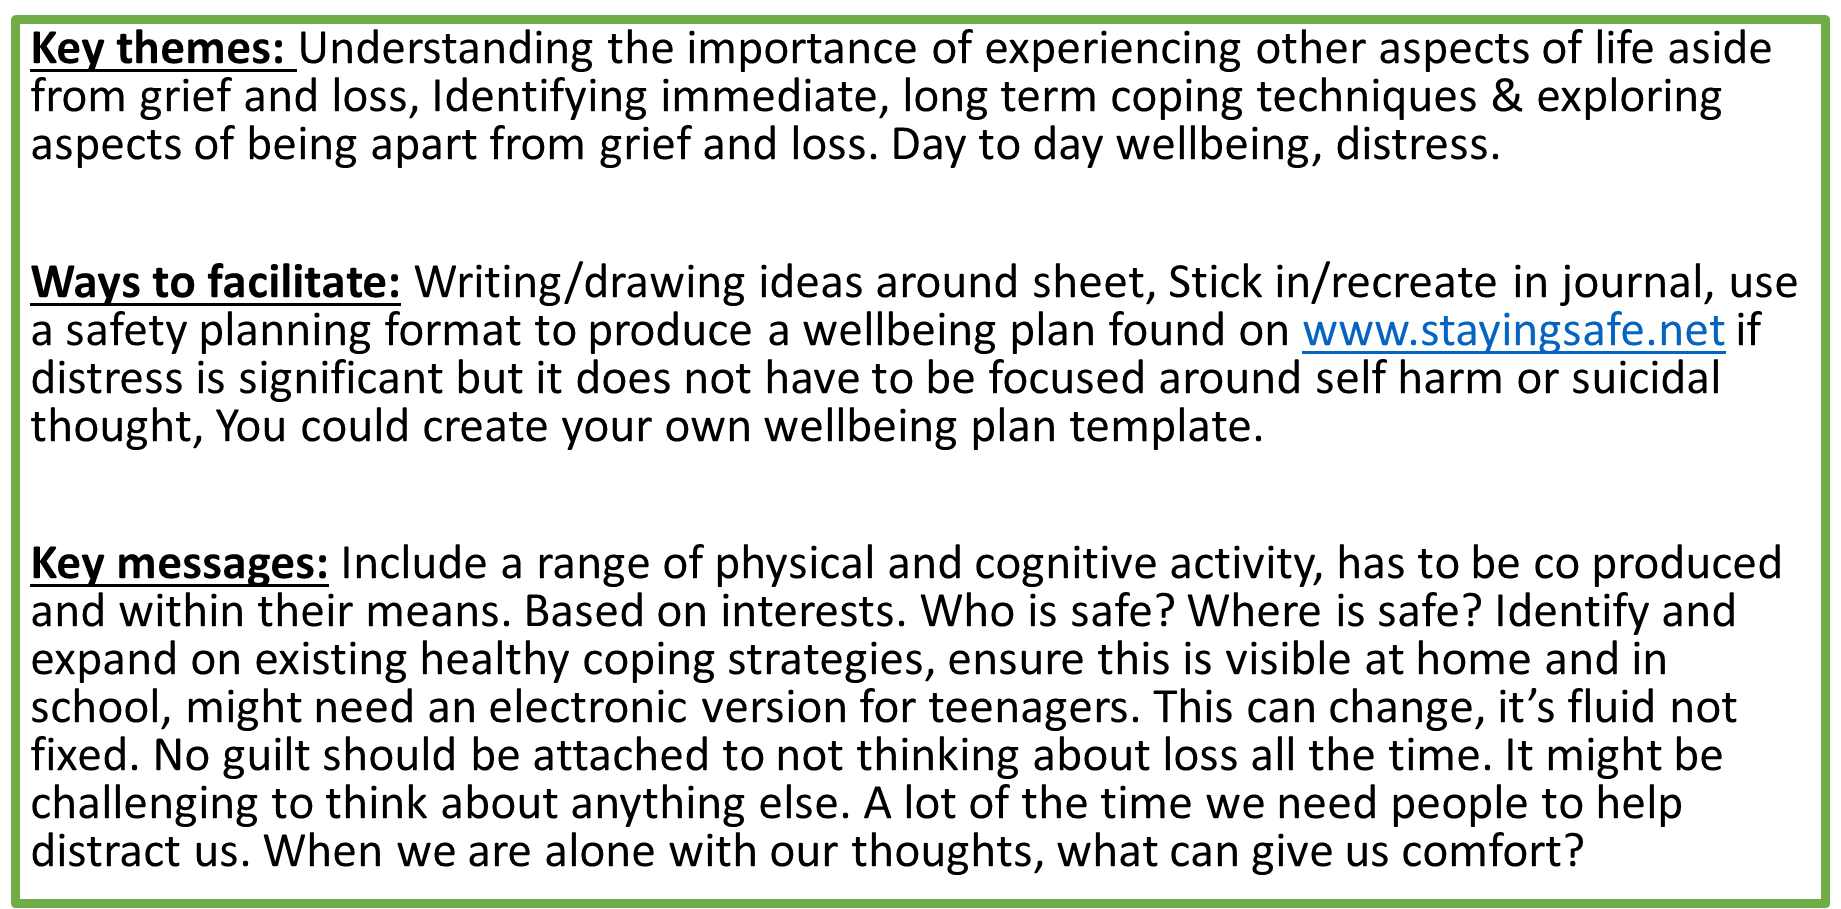 Key themes: Understanding the importance of experiencing other aspects of life aside
from grief and loss, Identifying immediate, long term coping techniques & exploring
aspects of being apart from grief and loss. Day to day wellbeing, distress.
Ways to facilitate: Writing/drawing ideas around sheet, Stick in/recreate in journal, use
a safety planning format to produce a wellbeing plan found on www.stayingsafe.net if
distress is significant but it does not have to be focused around self harm or suicidal
thought, You could create your own wellbeing plan template.
Key messages: Include a range of physical and cognitive activity, has to be co produced
and within their means. Based on interests. Who is safe? Where is safe? Identify and
expand on existing healthy coping strategies, ensure this is visible at home and in
school, might need an electronic version for teenagers. This can change, it’s fluid not
fixed. No guilt should be attached to not thinking about loss all the time. It might be
challenging to think about anything else. A lot of the time we need people to help
distract us. When we are alone with our thoughts, what can give us comfort?